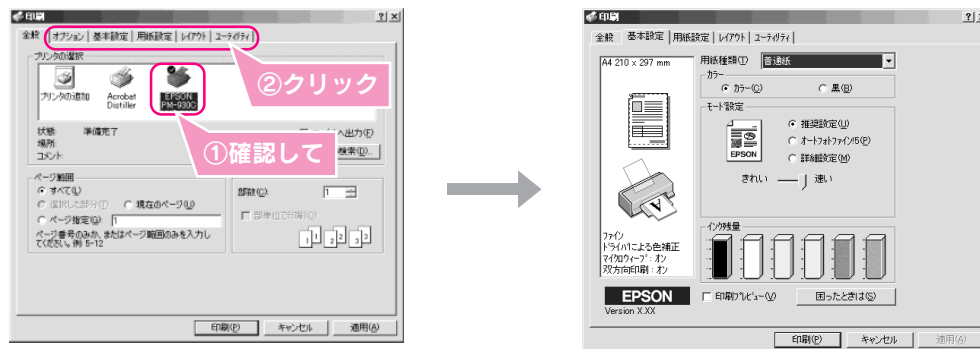 印刷
全般 オプション 基本設定 用紙設定 レイアウト ユーティリティ
プリンタの選択
プリンタの追加
Acrobat
Distiller
EPSON
PM-930C
②クリック
状態: 準備完了
場所:
コメント:
へ出力(F)
検索(D)...
①確認して
ページ範囲
すべて(L)
選択した部分(T) 現在のページ(U)
ページ指定(G): 1
ページ番号のみか、またはページ範囲のみを入力し
てください。例 5-12
部数(C): 1
部単位で印刷(O)
1 1 2 2 3 3
印刷(P) キャンセル 適用(A)
印刷
全般 基本設定 用紙設定 レイアウト ユーティリティ
A4 210 x 297 mm
用紙種類(T) 普通紙
カラー
カラー(C) 黒(B)
モード設定
EPSON
推奨設定(U)
オートフォトファイン!5(P)
詳細設定(M)
きれい 速い
ファイン
ドライバによる色補正
マイクロウィーブ : オン
双方向印刷 : オン
インク残量
EPSON
Version X.XX
印刷プレビュー(V) 困ったときは(S)
印刷(P) キャンセル 適用(A)